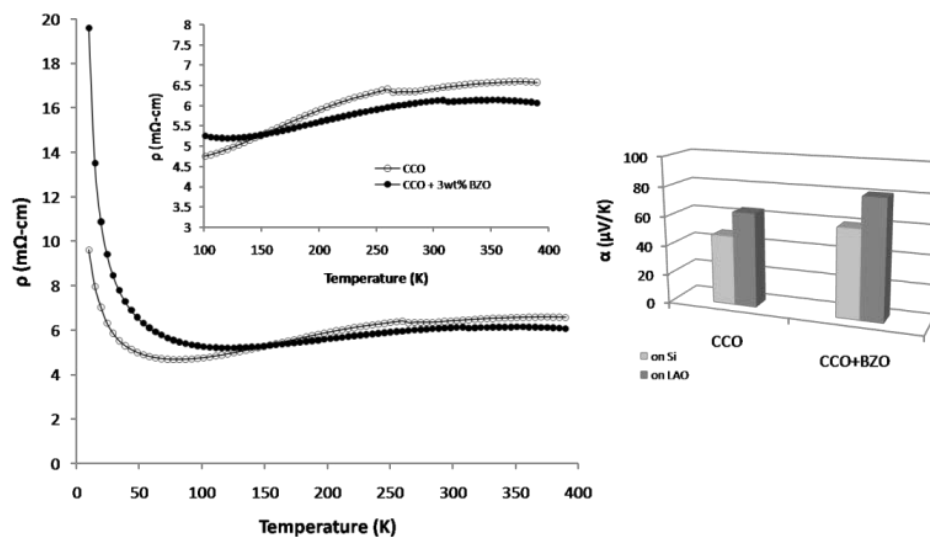 20
18
16
14
12
10
8
6
4
2
0
ρ (mΩ-cm)
0 50 100 150 200 250 300 350 400
Temperature (K)
8
7.5
7
6.5
6
5.5
5
4.5
4
3.5
3
ρ (mΩ-cm)
CCO
CCO + 3wt% BZO
100 150 200 250 300 350 400
Temperature (K)
100
80
60
40
20
0
α (μV/K)
CCO
CCO+BZO
on Si
on LAO